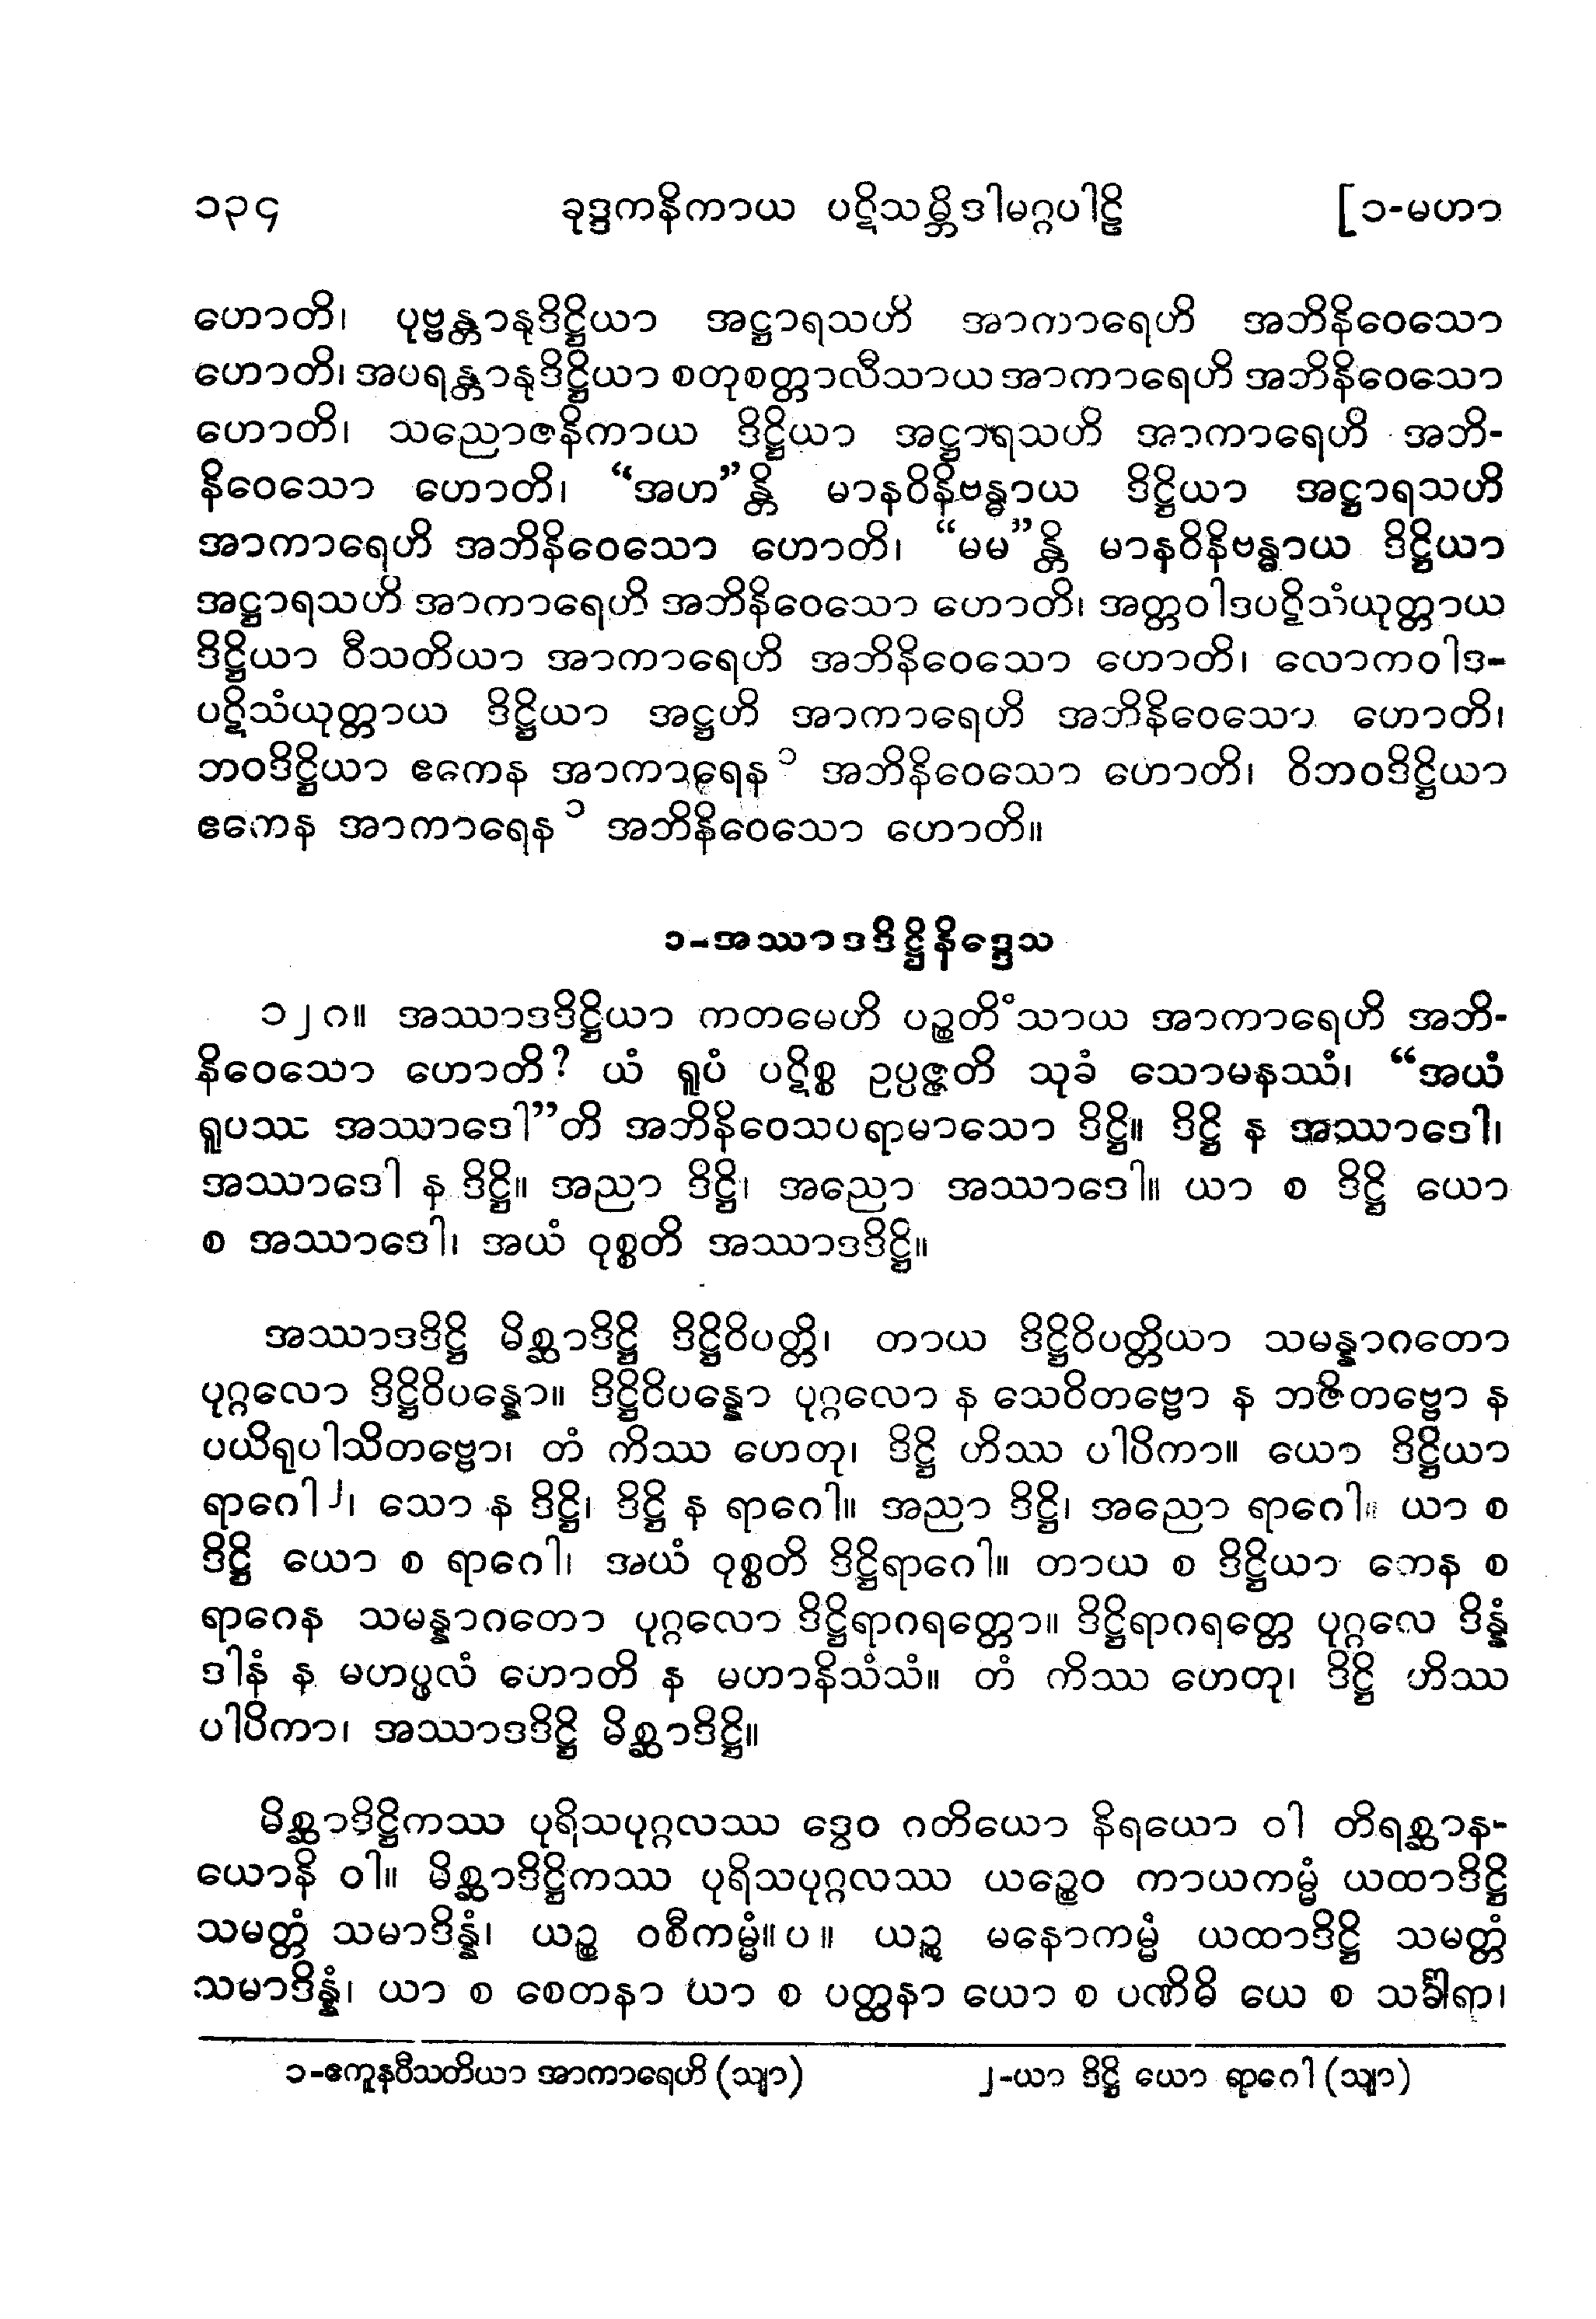 ၁၃၄ ခုဒ္ဒကနိကာယ ပဋိသမ္ဘိဒါမဂ္ဂပါဠိ [၁-မဟာ
ဟောတိ၊ ပုဗ္ဗန္တာနုဒိဋ္ဌိယာ အဋ္ဌာရသဟိ အာကာရေဟိ အဘိနိဝေသော
ဟောတိ၊ အပရန္တာနုဒိဋ္ဌိယာ စတုစတ္တာလီသာယ အာကာရေဟိ အဘိနိဝေသော
ဟောတိ၊ သညောဇနိကာယ ဒိဋ္ဌိယာ အဋ္ဌာရသဟိ အာကာရေဟိ အဘိ-
နိဝေသော ဟောတိ၊ “အဟ”န္တိ မာနဝိနိဗန္ဓာယ ဒိဋ္ဌိယာ အဋ္ဌာရသဟိ
အာကာရေဟိ အဘိနိဝေသော ဟောတိ၊ “မမ”န္တိ မာနဝိနိဗန္ဓာယ ဒိဋ္ဌိယာ
အဋ္ဌာရသဟိ အာကာရေဟိ အဘိနိဝေသော ဟောတိ၊ အတ္တဝါဒပဋိသံယုတ္တာယ
ဒိဋ္ဌိယာ ဝီသတိယာ အာကာရေဟိ အဘိနိဝေသော ဟောတိ၊ လောကဝါဒ-
ပဋိသံယုတ္တာယ ဒိဋ္ဌိယာ အဋ္ဌဟိ အာကာရေဟိ အဘိနိဝေသော ဟောတိ၊
ဘဝဒိဋ္ဌိယာ ဧကေန အာကာရေန ၁ အဘိနိဝေသော ဟောတိ၊ ဝိဘဝဒိဋ္ဌိယာ
ဧကေန အာကာရေန ၁ အဘိနိဝေသော ဟောတိ။
၁-အဿာဒဒိဋ္ဌိနိဒ္ဒေသ
၁၂၈။ အဿာဒဒိဋ္ဌိယာ ကတမေဟိ ပဉ္စတိံသာယ အာကာရေဟိ အဘိ-
နိဝေသော ဟောတိ? ယံ ရူပံ ပဋိစ္စ ဥပ္ပဇ္ဇတိ သုခံ သောမနဿံ၊ “အယံ
ရူပဿ အဿာဒေါ”တိ အဘိနိဝေသပရာမာသော ဒိဋ္ဌိ။ ဒိဋ္ဌိ န အဿာဒေါ၊
အဿာဒေါ န ဒိဋ္ဌိ။ အညာ ဒိဋ္ဌိ၊ အညော အဿာဒေါ။ ယာ စ ဒိဋ္ဌိ ယော
စ အဿာဒေါ၊ အယံ ဝုစ္စတိ အဿာဒဒိဋ္ဌိ။
အဿာဒဒိဋ္ဌိ မိစ္ဆာဒိဋ္ဌိ ဒိဋ္ဌိဝိပတ္တိ၊ တာယ ဒိဋ္ဌိဝိပတ္တိယာ သမန္နာဂတော
ပုဂ္ဂလော ဒိဋ္ဌိဝိပန္နော။ ဒိဋ္ဌိဝိပန္နော ပုဂ္ဂလော န သေဝိတဗ္ဗော န ဘဇိတဗ္ဗော န
ပယိရုပါသိတဗ္ဗော၊ တံ ကိဿ ဟေတု၊ ဒိဋ္ဌိ ဟိဿ ပါပိကာ။ ယော ဒိဋ္ဌိယာ
ရာဂေါ ၂၊ သော န ဒိဋ္ဌိ၊ ဒိဋ္ဌိ န ရာဂေါ။ အညာ ဒိဋ္ဌိ၊ အညော ရာဂေါ။ ယာ စ
ဒိဋ္ဌိ ယော စ ရာဂေါ၊ အယံ ဝုစ္စတိ ဒိဋ္ဌိရာဂေါ။ တာယ စ ဒိဋ္ဌိယာ တေန စ
ရာဂေန သမန္နာဂတော ပုဂ္ဂလော ဒိဋ္ဌိရာဂရတ္တော။ ဒိဋ္ဌိရာဂရတ္တေ ပုဂ္ဂလေ ဒိန္နံ
ဒါနံ န မဟပ္ဖလံ ဟောတိ န မဟာနိသံသံ။ တံ ကိဿ ဟေတု၊ ဒိဋ္ဌိ ဟိဿ
ပါပိကာ၊ အဿာဒဒိဋ္ဌိ မိစ္ဆာဒိဋ္ဌိ။
မိစ္ဆာဒိဋ္ဌိကဿ ပုရိသပုဂ္ဂလဿ ဒွေဝ ဂတိယော နိရယော ဝါ တိရစ္ဆာန-
ယောနိ ဝါ။ မိစ္ဆာဒိဋ္ဌိကဿ ပုရိသပုဂ္ဂလဿ ယဉ္စေဝ ကာယကမ္မံ ယထာဒိဋ္ဌိ
သမတ္တံ သမာဒိန္နံ၊ ယဉ္စ ဝစီကမ္မံ။ ပ။ ယဉ္စ မနောကမ္မံ ယထာဒိဋ္ဌိ သမတ္တံ
သမာဒိန္နံ၊ ယာ စ စေတနာ ယာ စ ပတ္ထနာ ယော စ ပဏိဓိ ယေ စ သင်္ခါရာ၊
၁-ဧကူနဝီသတိယာ အာကာရေဟိ (သျာ) ၂-ယာ ဒိဋ္ဌိ ယော ရာဂေါ (သျာ)